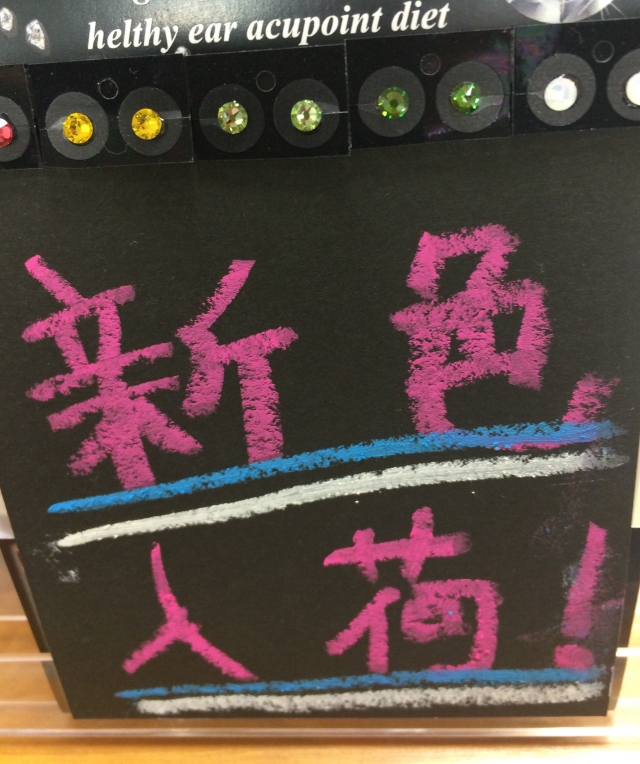 helthy ear acupoint diet
新色
入荷!